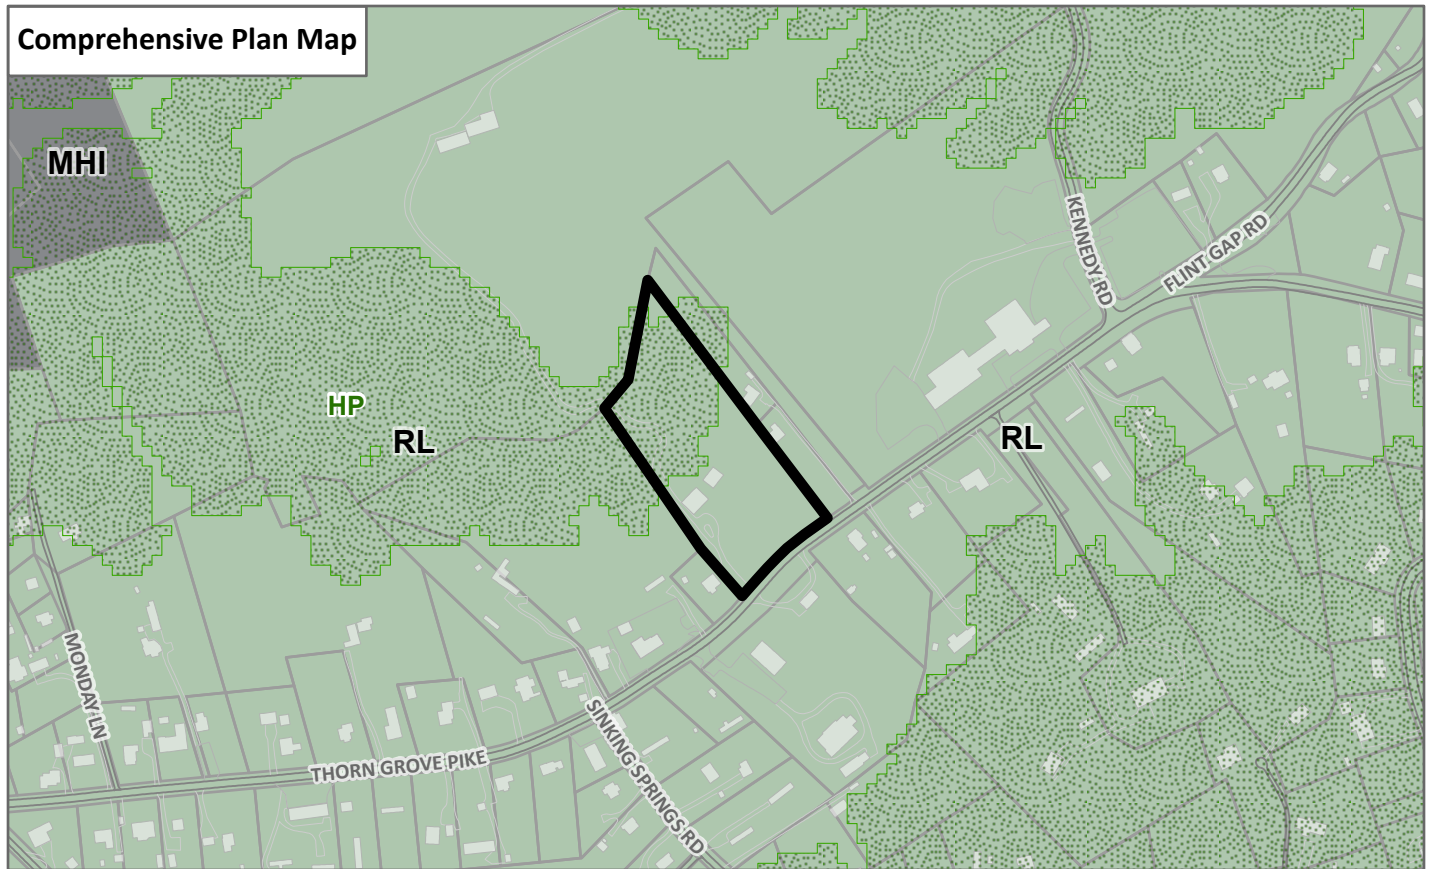 Comprehensive Plan Map
MHI
KENNEDY RD
FLINT GAP RD
HP
RL
RL
MONDAY LN
THORN GROVE PIKE
SINKING SPRINGS RD